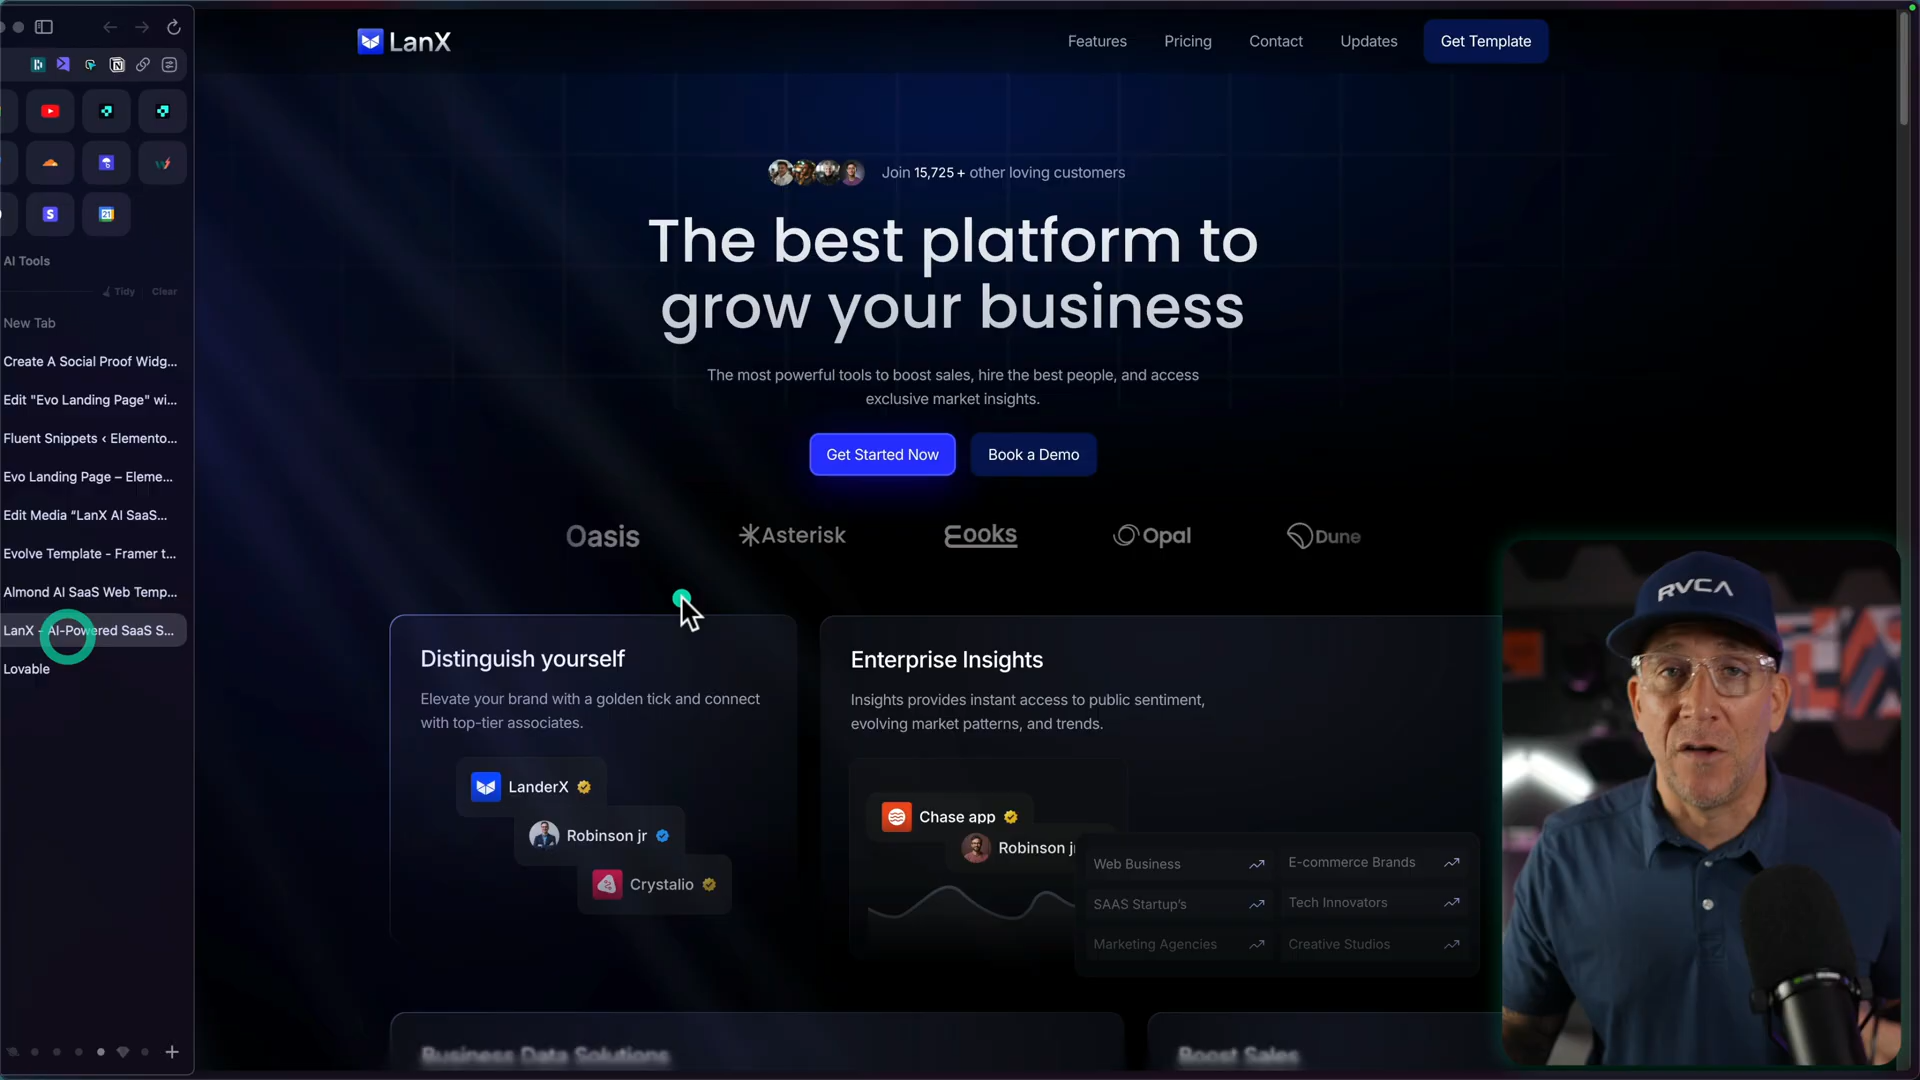 AI Tools
Tidy
Clear
New Tab
Create A Social Proof Widg...
Edit "Evo Landing Page" wi...
Fluent Snippets ‹ Elemento...
Evo Landing Page – Eleme...
Edit Media “LanX AI SaaS...
Evolve Template - Framer t...
Almond AI SaaS Web Temp...
LanX - AI-Powered SaaS S...
Lovable
LanX
Features
Pricing
Contact
Updates
Get Template
Join 15,725+ other loving customers
The best platform to
grow your business
The most powerful tools to boost sales, hire the best people, and access
exclusive market insights.
Get Started Now
Book a Demo
Oasis
Asterisk
Eooks
Opal
Dune
Distinguish yourself
Elevate your brand with a golden tick and connect
with top-tier associates.
LanderX
Robinson jr
Crystalio
Enterprise Insights
Insights provides instant access to public sentiment,
evolving market patterns, and trends.
Chase app
Robinson jr
Web Business
E-commerce Brands
SAAS Startup's
Tech Innovators
Marketing Agencies
Creative Studios
Business Data Solutions
Boost Sales
RVCA